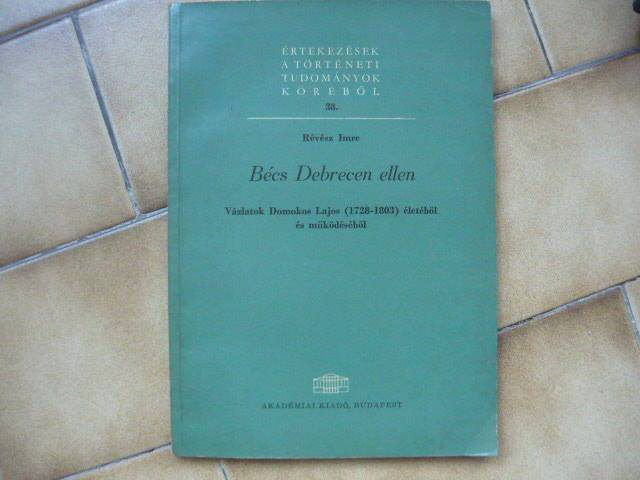 ÉRTEKEZÉSEK
A TÖRTÉNETI
TUDOMÁNYOK
KÖRÉBŐL
38.
Révész Imre
Bécs Debrecen ellen
Vázlatok Domokos Lajos (1728-1803) életéből
és működéséből
AKADÉMIAI KIADÓ, BUDAPEST